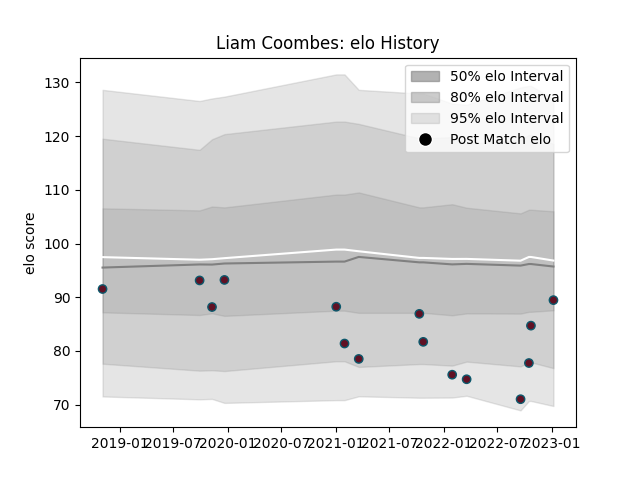 Liam Coombes: elo History
50% elo Interval
80% elo Interval
95% elo Interval
Post Match elo
elo score
130
120
110
100
90
80
70
2019-01 2019-07 2020-01 2020-07 2021-01 2021-07 2022-01 2022-07 2023-01